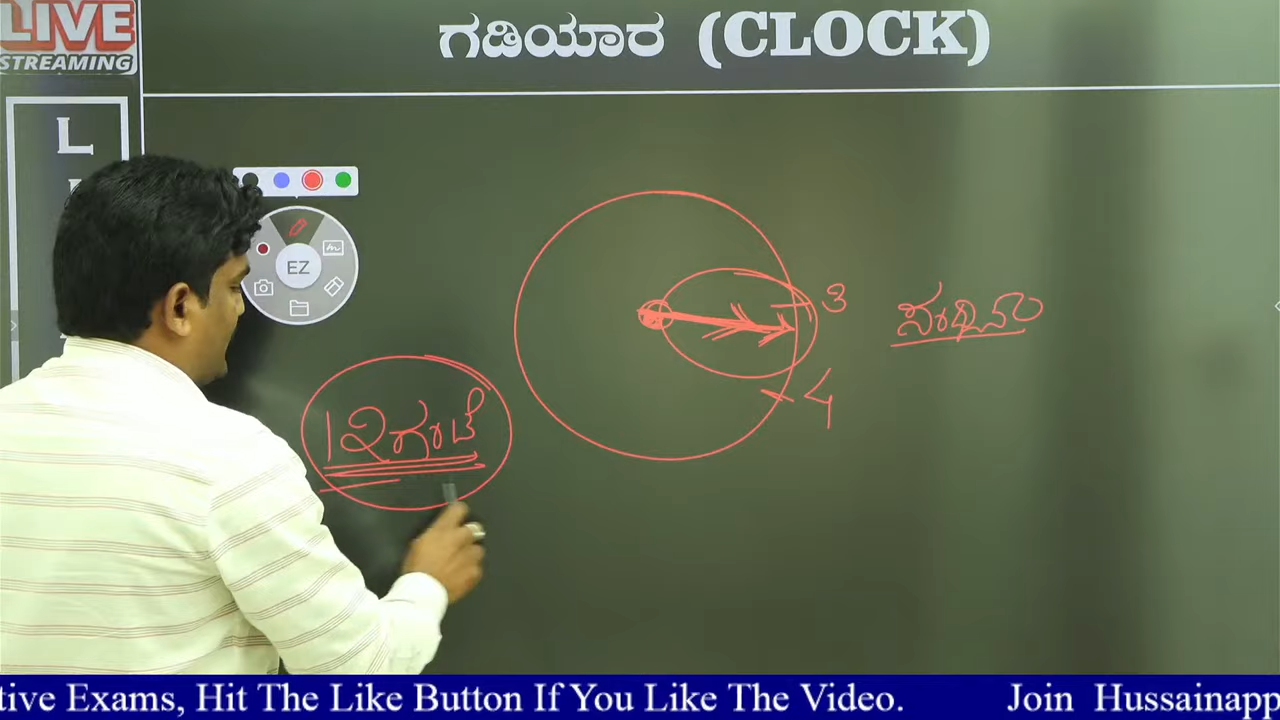 LIVE
STREAMING
ಗಡಿಯಾರ (CLOCK)
L
EZ
3
4
12ಗಂಟೆ
tive Exams, Hit The Like Button If You Like The Video. Join Hussainapp